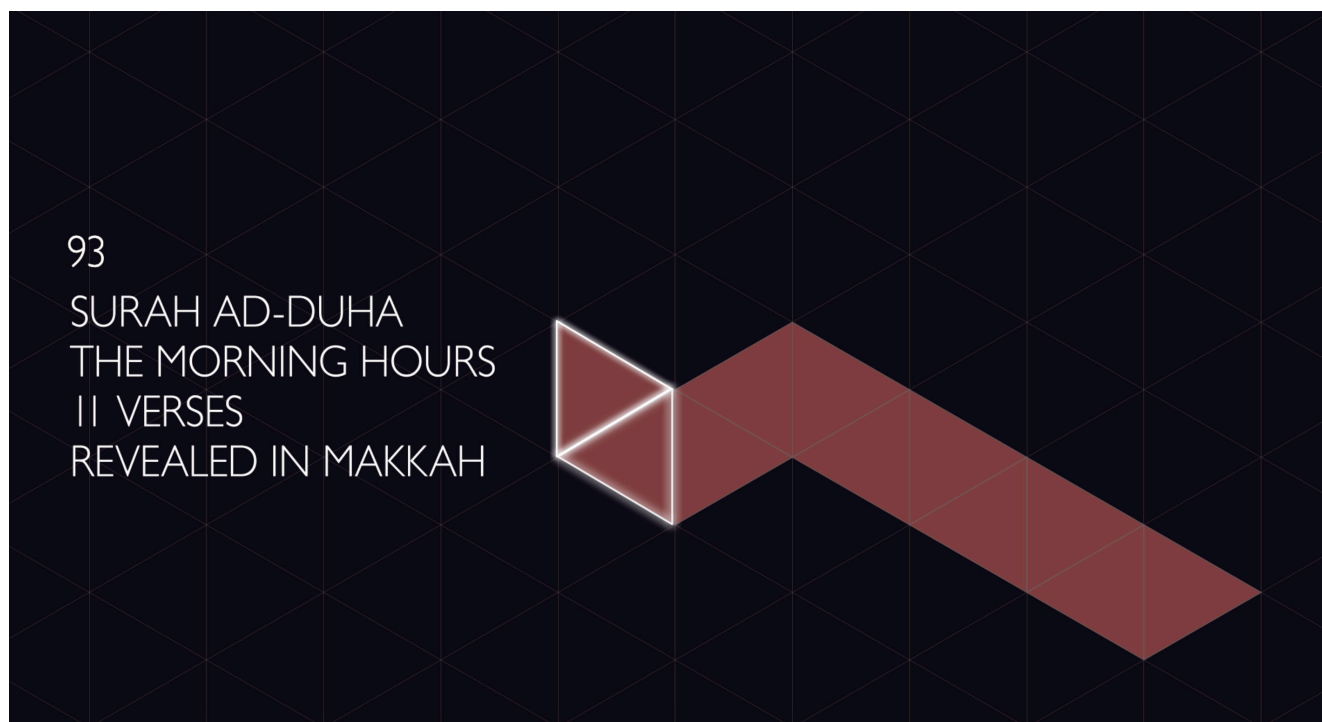 93
SURAH AD-DUHA
THE MORNING HOURS
11 VERSES
REVEALED IN MAKKAH